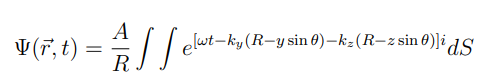 Ψ(r⃗, t) = A/R ∫∫ e^{[ωt−k_y(R−y sin θ)−k_z(R−z sin θ)]i} dS